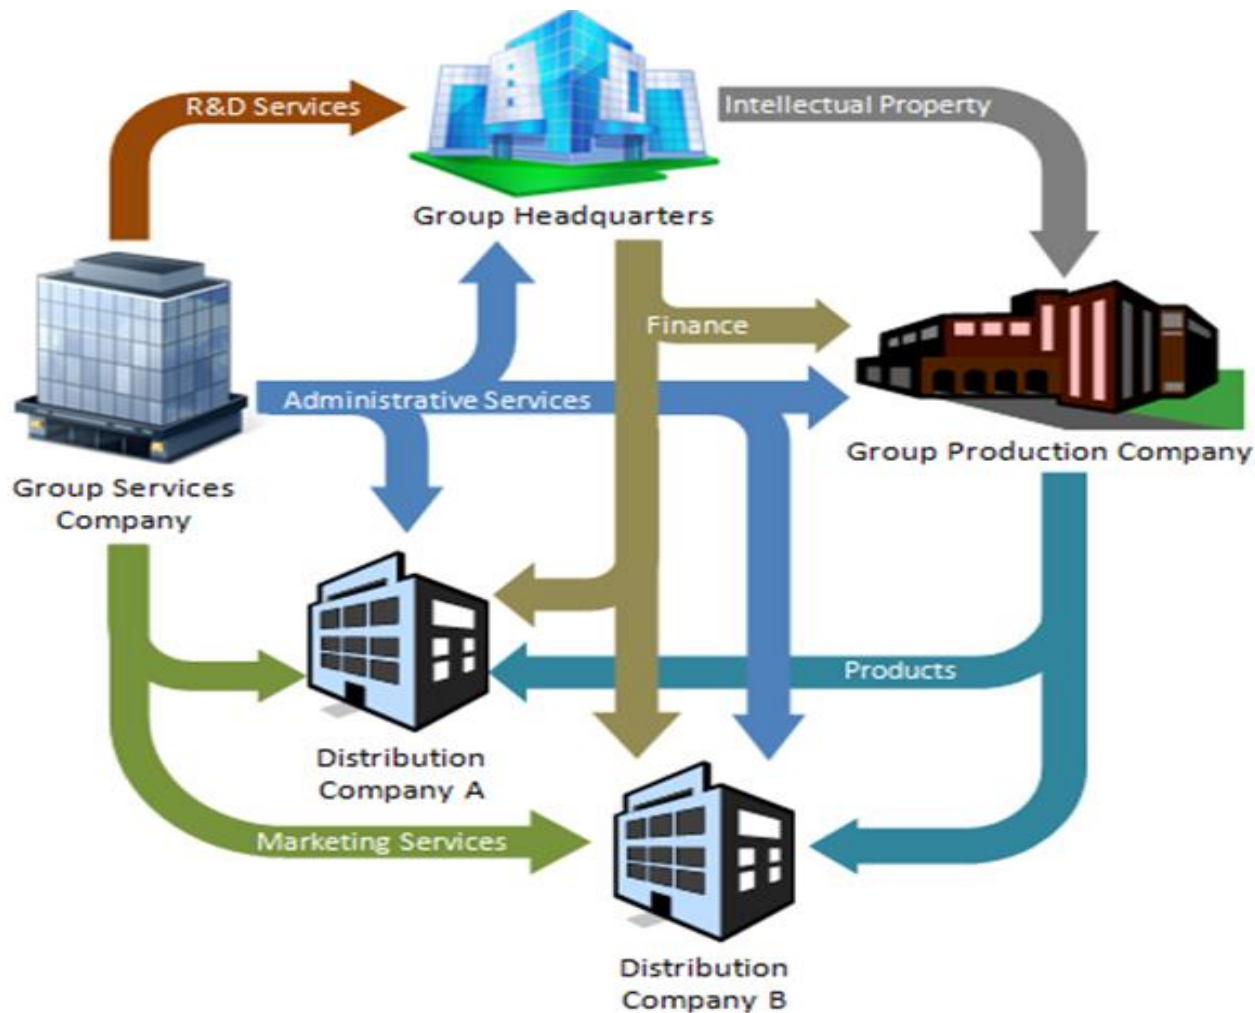 R&D Services
Intellectual Property
Group Headquarters
Finance
Administrative Services
Group Production Company
Group Services
Company
Products
Distribution
Company A
Marketing Services
Distribution
Company B